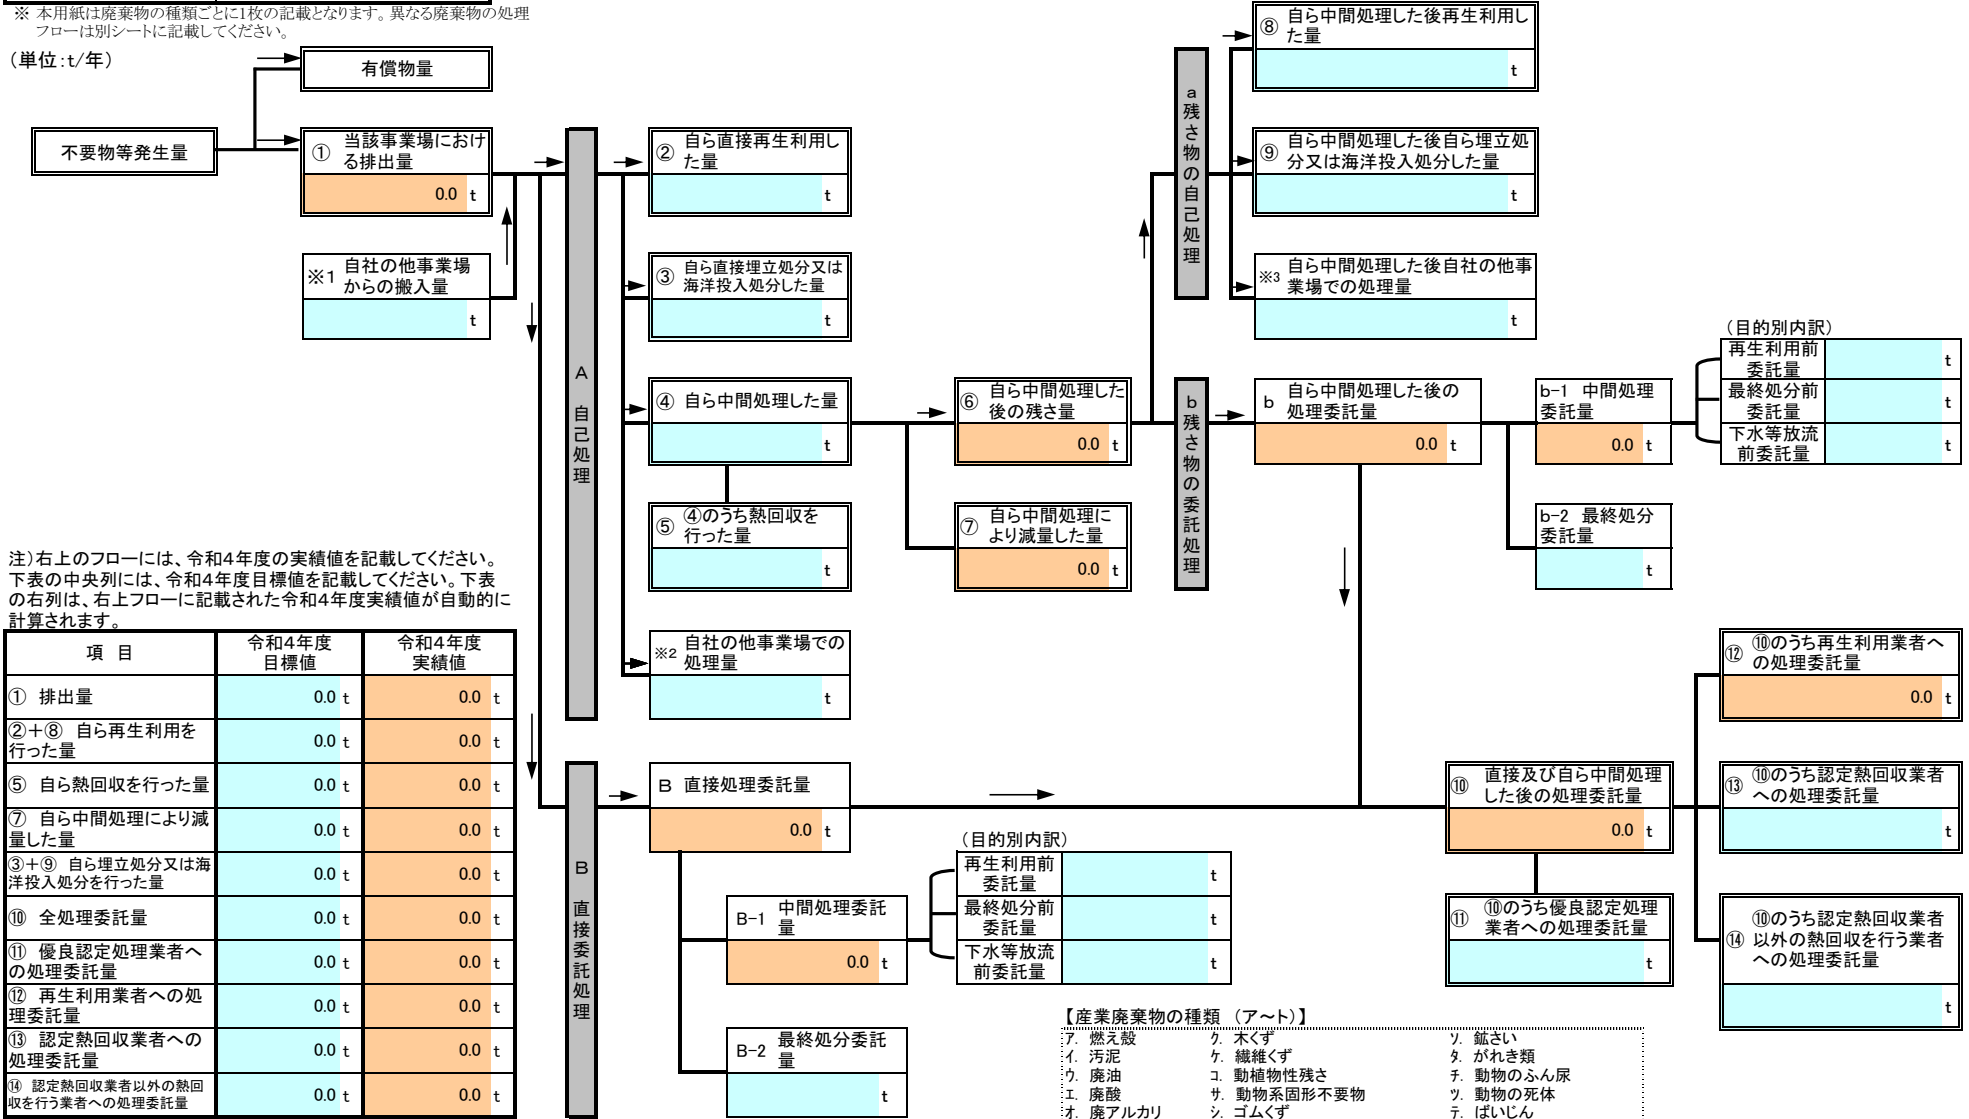 ※ 本用紙は廃棄物の種類ごとに1枚の記載となります。異なる廃棄物の処理
フローは別シートに記載してください。
（単位：t/年）
有償物量
不要物等発生量
① 当該事業場におけ
る排出量
0.0 t
※1 自社の他事業場
からの搬入量
t
A 自己処理
② 自ら直接再生利用し
た量
t
③ 自ら直接埋立処分又は
海洋投入処分した量
t
④ 自ら中間処理した量
t
⑤ ④のうち熱回収を
行った量
t
※2 自社の他事業場での
処理量
t
⑥ 自ら中間処理した
後の残さ量
0.0 t
⑦ 自ら中間処理に
より減量した量
0.0 t
a 残さ物の自己処理
⑧ 自ら中間処理した後再生利用し
た量
t
⑨ 自ら中間処理した後自ら埋立処
分又は海洋投入処分した量
t
※3 自ら中間処理した後自社の他事
業場での処理量
t
b 残さ物の委託処理
b 自ら中間処理した後の
処理委託量
0.0 t
b-1 中間処理
委託量
0.0 t
b-2 最終処分
委託量
t
（目的別内訳）
再生利用前
委託量
t
最終処分前
委託量
t
下水等放流
前委託量
t
注）右上のフローには、令和４年度の実績値を記載してください。
下表の中央列には、令和４年度目標値を記載してください。下表
の右列は、右上フローに記載された令和４年度実績値が自動的に
計算されます。
項 目 令和４年度
目標値 令和４年度
実績値
① 排出量 0.0 t 0.0 t
②＋⑧ 自ら再生利用を
行った量 0.0 t 0.0 t
⑤ 自ら熱回収を行った量 0.0 t 0.0 t
⑦ 自ら中間処理により減
量した量 0.0 t 0.0 t
③＋⑨ 自ら埋立処分又は海
洋投入処分を行った量 0.0 t 0.0 t
⑩ 全処理委託量 0.0 t 0.0 t
⑪ 優良認定処理業者へ
の処理委託量 0.0 t 0.0 t
⑫ 再生利用業者への処
理委託量 0.0 t 0.0 t
⑬ 認定熱回収業者への
処理委託量 0.0 t 0.0 t
⑭ 認定熱回収業者以外の熱回
収を行う業者への処理委託量 0.0 t 0.0 t
B 直接委託処理
B 直接処理委託量
0.0 t
B-1 中間処理委託
量
0.0 t
B-2 最終処分委託
量
t
（目的別内訳）
再生利用前
委託量
t
最終処分前
委託量
t
下水等放流
前委託量
t
⑩ 直接及び自ら中間処理
した後の処理委託量
0.0 t
⑪ ⑩のうち優良認定処理
業者への処理委託量
t
⑫ ⑩のうち再生利用業者へ
の処理委託量
0.0 t
⑬ ⑩のうち認定熱回収業者
への処理委託量
t
⑭ ⑩のうち認定熱回収業者
以外の熱回収を行う業者
への処理委託量
t
【産業廃棄物の種類 （ア～ト）】
ア. 燃え殻 ク. 木くず ソ. 鉱さい
イ. 汚泥 ケ. 繊維くず タ. がれき類
ウ. 廃油 コ. 動植物性残さ チ. 動物のふん尿
エ. 廃酸 サ. 動物系固形不要物 ツ. 動物の死体
オ. 廃アルカリ シ. ゴムくず テ. ばいじん